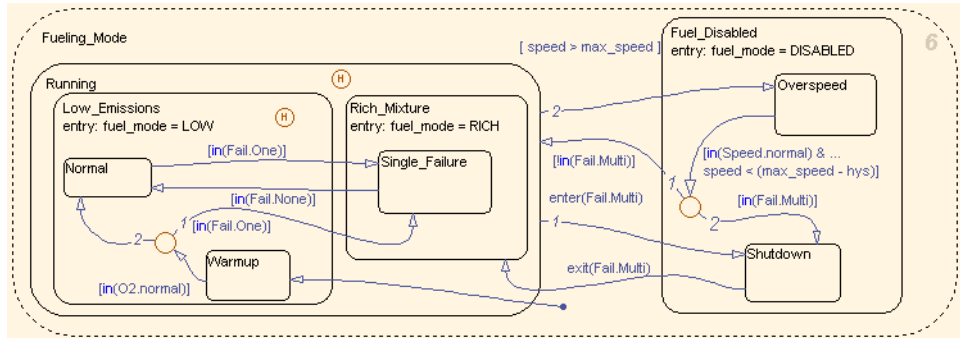 Fueling_Mode
6
[ speed > max_speed ]
Fuel_Disabled
entry: fuel_mode = DISABLED
Running
H
Low_Emissions
entry: fuel_mode = LOW
H
Rich_Mixture
entry: fuel_mode = RICH
Overspeed
2
[in(Fail.One)]
Normal
Single_Failure
[!in(Fail.Multi)]
[in(Speed.normal) & ...
speed < (max_speed - hys)]
1
[in(Fail.None)]
enter(Fail.Multi)
[in(Fail.Multi)]
1
[in(Fail.One)]
1
2
2
Warmup
exit(Fail.Multi)
Shutdown
[in(O2.normal)]